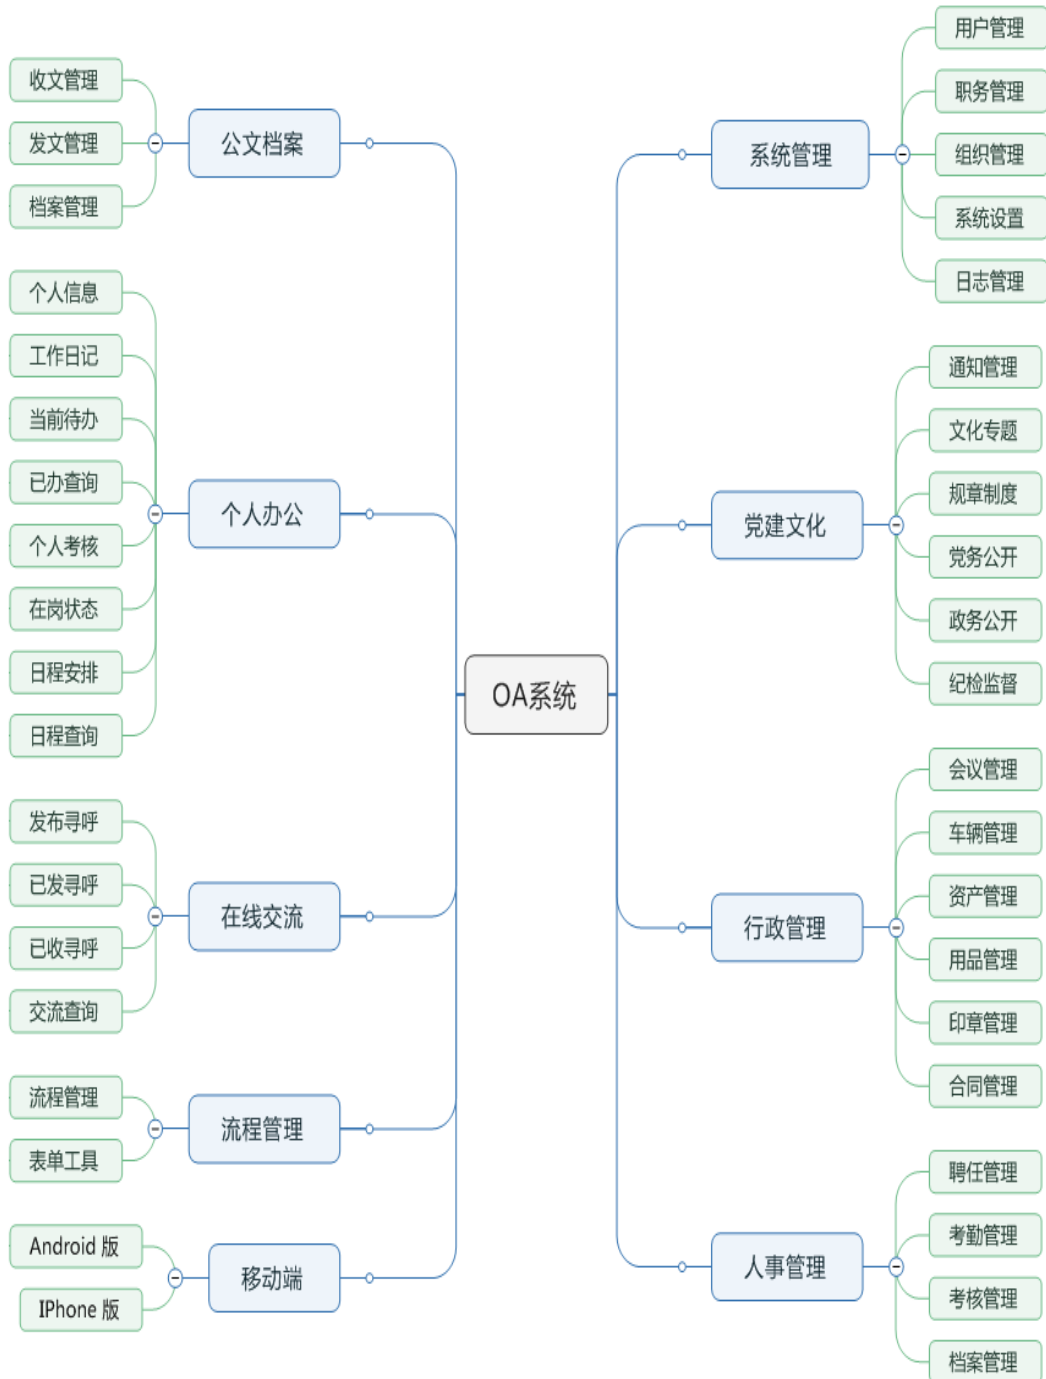 OA系统
公文档案
收文管理
发文管理
档案管理
个人办公
个人信息
工作日记
当前待办
已办查询
个人考核
在岗状态
日程安排
日程查询
在线交流
发布寻呼
已发寻呼
已收寻呼
交流查询
流程管理
流程管理
表单工具
移动端
Android 版
IPhone 版
系统管理
用户管理
职务管理
组织管理
系统设置
日志管理
党建文化
通知管理
文化专题
规章制度
党务公开
政务公开
纪检监督
行政管理
会议管理
车辆管理
资产管理
用品管理
印章管理
合同管理
人事管理
聘任管理
考勤管理
考核管理
档案管理